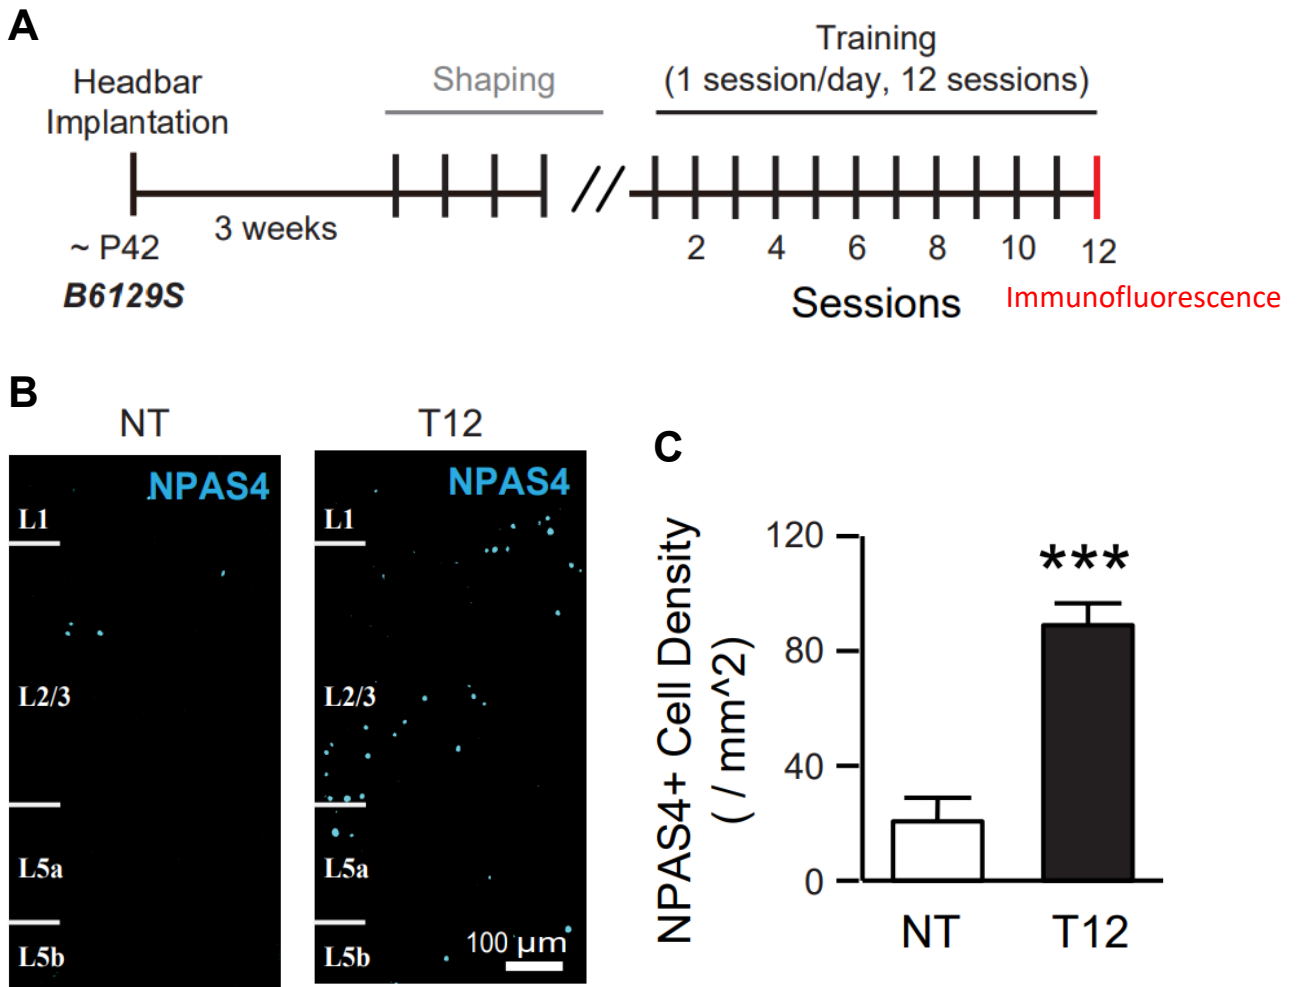 A
Headbar
Implantation
Shaping
Training
(1 session/day, 12 sessions)
3 weeks
~ P42
B6129S
2 4 6 8 10 12
Sessions
Immunofluorescence
B
NT
T12
NPAS4
L1
L2/3
L5a
L5b
NPAS4
L1
L2/3
L5a
L5b
100 µm
C
NPAS4+ Cell Density
( / mm^2)
120
80
40
0
***
NT
T12